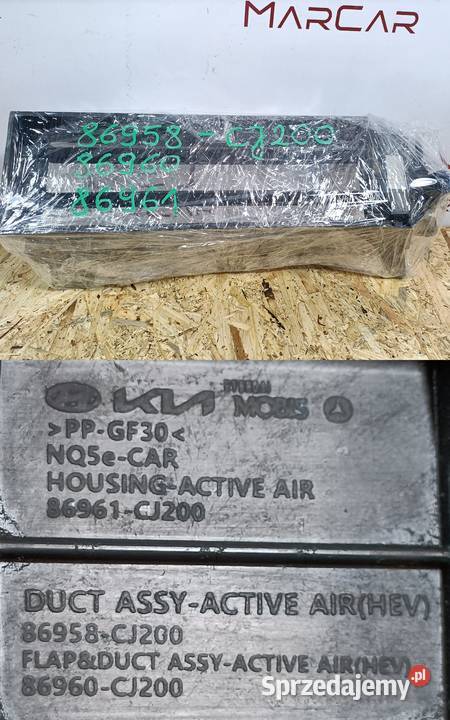 MARCAR
86958-CJ200
86960
86961
KIA MOBIS
>PP-GF30<
NQ5e-CAR
HOUSING-ACTIVE AIR
86961-CJ200
DUCT ASSY-ACTIVE AIR(HEV)
86958-CJ200
FLAP&DUCT ASSY-ACTIVE AIR(HEV)
86960-CJ200
Sprzedajemy.pl